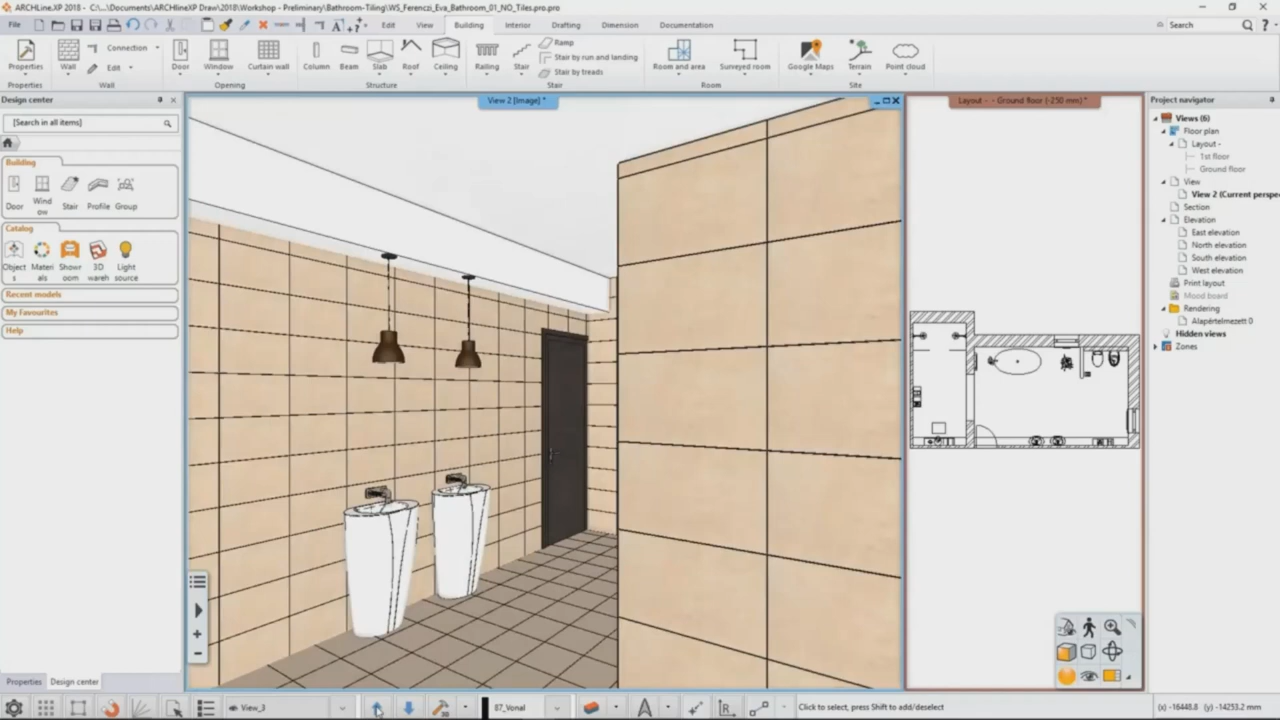 ARCHLine.XP 2018 - C:\...\Documents\ARCHlineXP Draw\2018\Workshop - Preliminary\Bathroom-Tiling\WS_Ferenczi_Eva_Bathroom_01_NO_Tiles.pro.pro
File Edit View Building Interior Drafting Dimension Documentation Search
Properties Wall Connection Edit Door Window Curtain wall Column Beam Slab Roof Ceiling Railing Stair Ramp Stair by run and landing Stair by treads Room and area Surveyed room Google Maps Terrain Point cloud
Properties Wall Opening Structure Stair Room Site
Design center
[Search in all items]
Building
Door Wind ow Stair Profile Group
Catalog
Object s Materi als Show room 3D wareh Light source
Recent models
My Favourites
Help
Properties Design center
View 2 [Image] *
Layout - - Ground floor (-250 mm) *
Project navigator
Views (6)
Floor plan
Layout -
1st floor
Ground floor
View
View 2 (Current perspe
Section
Elevation
East elevation
North elevation
South elevation
West elevation
Print layout
Mood board
Rendering
Alapértelmezett 0
Hidden views
Zones
View_3 87_Vonal Click to select, press Shift to add/deselect (x) -16448.8 (y) -14253.2 mm